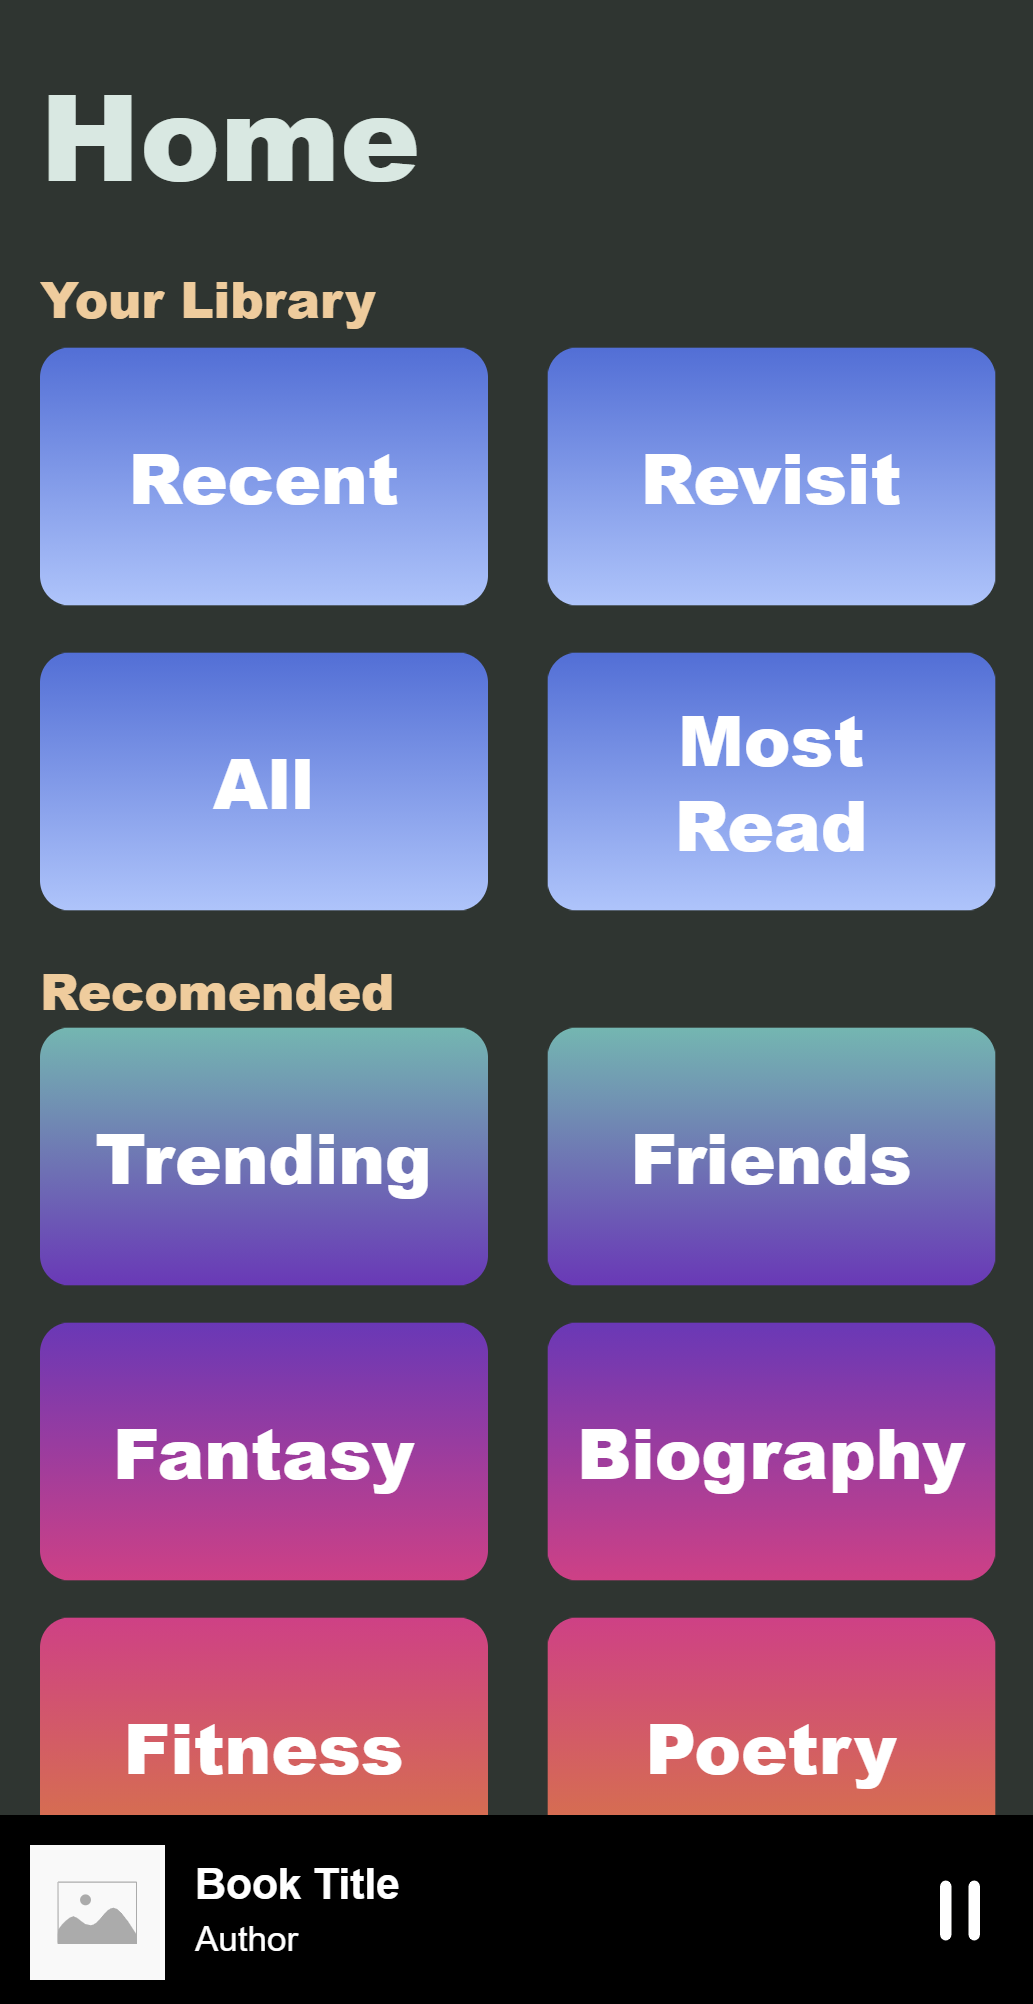 Home
Your Library
Recent
Revisit
All
Most
Read
Recomended
Trending
Friends
Fantasy
Biography
Fitness
Poetry
Book Title
Author